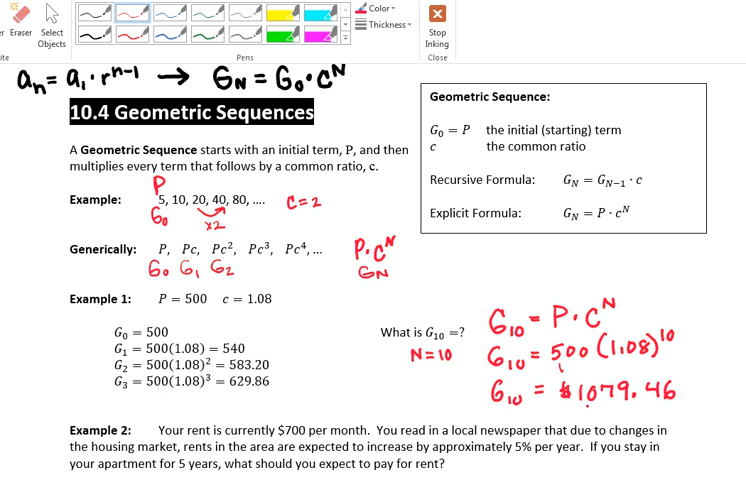 Color
er Eraser Select Objects
Thickness
Stop Inking
ite Pens Close
aₙ = a₁ · rⁿ⁻¹ → G_N = G₀ · C^N
10.4 Geometric Sequences
Geometric Sequence:
G₀ = P the initial (starting) term
c the common ratio
Recursive Formula: G_N = G_{N−1} · c
Explicit Formula: G_N = P · c^N
A Geometric Sequence starts with an initial term, P, and then
multiplies every term that follows by a common ratio, c.
P
Example: 5, 10, 20, 40, 80, .... C = 2
G₀ x2
Generically: P, Pc, Pc², Pc³, Pc⁴, ... P · C^N
G₀ G₁ G₂ G_N
Example 1: P = 500 c = 1.08
G₀ = 500
G₁ = 500(1.08) = 540
G₂ = 500(1.08)² = 583.20
G₃ = 500(1.08)³ = 629.86
What is G₁₀ =?
N = 10
G₁₀ = P · C^N
G₁₀ = 500 (1.08)¹⁰
G₁₀ = $1079.46
Example 2: Your rent is currently $700 per month. You read in a local newspaper that due to changes in
the housing market, rents in the area are expected to increase by approximately 5% per year. If you stay in
your apartment for 5 years, what should you expect to pay for rent?